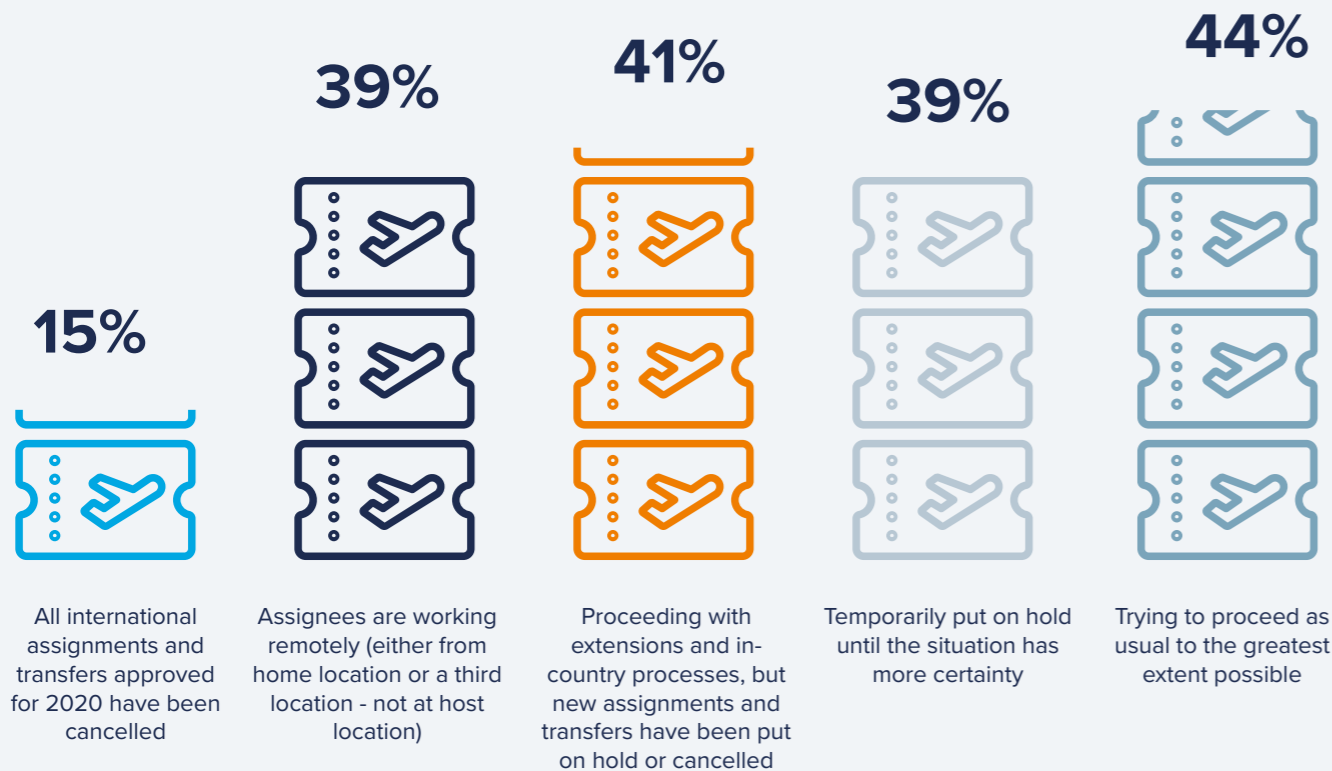 15%
All international
assignments and
transfers approved
for 2020 have been
cancelled
39%
Assignees are working
remotely (either from
home location or a third
location - not at host
location)
41%
Proceeding with
extensions and in-
country processes, but
new assignments and
transfers have been put
on hold or cancelled
39%
Temporarily put on hold
until the situation has
more certainty
44%
Trying to proceed as
usual to the greatest
extent possible